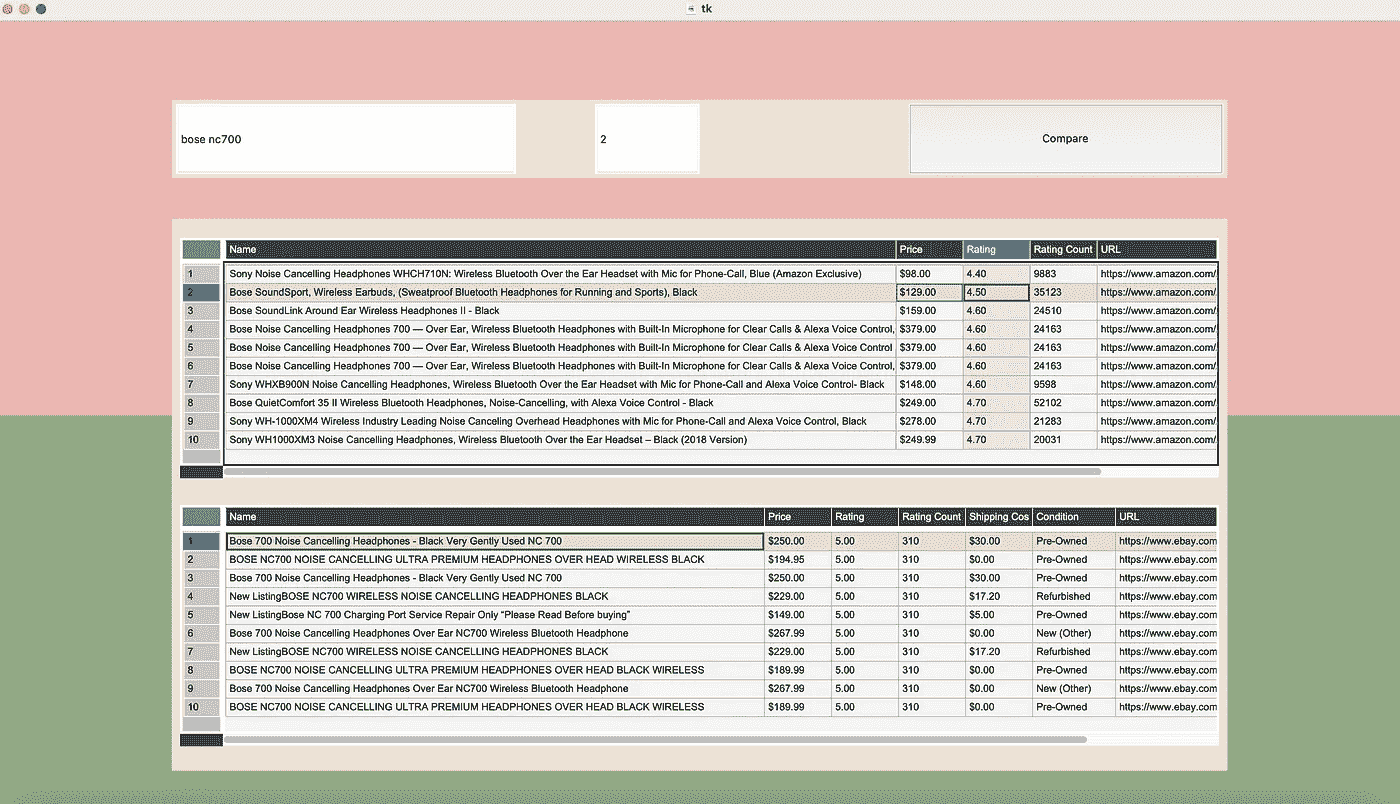 tk
bose nc700 2 Compare
Name Price Rating Rating Count URL
1 Sony Noise Cancelling Headphones WHCH710N: Wireless Bluetooth Over the Ear Headset with Mic for Phone-Call, Blue (Amazon Exclusive) $98.00 4.40 9883 https://www.amazon.com/
2 Bose SoundSport, Wireless Earbuds, (Sweatproof Bluetooth Headphones for Running and Sports), Black $129.00 4.50 35123 https://www.amazon.com/
3 Bose SoundLink Around Ear Wireless Headphones II - Black $159.00 4.60 24510 https://www.amazon.com/
4 Bose Noise Cancelling Headphones 700 — Over Ear, Wireless Bluetooth Headphones with Built-In Microphone for Clear Calls & Alexa Voice Control, $379.00 4.60 24163 https://www.amazon.com/
5 Bose Noise Cancelling Headphones 700 — Over Ear, Wireless Bluetooth Headphones with Built-In Microphone for Clear Calls & Alexa Voice Control $379.00 4.60 24163 https://www.amazon.com/
6 Bose Noise Cancelling Headphones 700 — Over Ear, Wireless Bluetooth Headphones with Built-In Microphone for Clear Calls & Alexa Voice Control, $379.00 4.60 24163 https://www.amazon.com/
7 Sony WHXB900N Noise Cancelling Headphones, Wireless Bluetooth Over the Ear Headset with Mic for Phone-Call and Alexa Voice Control- Black $148.00 4.60 9598 https://www.amazon.com/
8 Bose QuietComfort 35 II Wireless Bluetooth Headphones, Noise-Cancelling, with Alexa Voice Control - Black $249.00 4.70 52102 https://www.amazon.com/
9 Sony WH-1000XM4 Wireless Industry Leading Noise Canceling Overhead Headphones with Mic for Phone-Call and Alexa Voice Control, Black $278.00 4.70 21283 https://www.amazon.com/
10 Sony WH1000XM3 Noise Cancelling Headphones, Wireless Bluetooth Over the Ear Headset – Black (2018 Version) $249.99 4.70 20031 https://www.amazon.com/
Name Price Rating Rating Count Shipping Cos Condition URL
1 Bose 700 Noise Cancelling Headphones - Black Very Gently Used NC 700 $250.00 5.00 310 $30.00 Pre-Owned https://www.ebay.com
2 BOSE NC700 NOISE CANCELLING ULTRA PREMIUM HEADPHONES OVER HEAD WIRELESS BLACK $194.95 5.00 310 $0.00 Pre-Owned https://www.ebay.com
3 Bose 700 Noise Cancelling Headphones - Black Very Gently Used NC 700 $250.00 5.00 310 $30.00 Pre-Owned https://www.ebay.com
4 New ListingBOSE NC700 WIRELESS NOISE CANCELLING HEADPHONES BLACK $229.00 5.00 310 $17.20 Refurbished https://www.ebay.com
5 New ListingBose NC 700 Charging Port Service Repair Only “Please Read Before buying” $149.00 5.00 310 $5.00 Pre-Owned https://www.ebay.com
6 Bose 700 Noise Cancelling Headphones Over Ear NC700 Wireless Bluetooth Headphone $267.99 5.00 310 $0.00 New (Other) https://www.ebay.com
7 New ListingBOSE NC700 WIRELESS NOISE CANCELLING HEADPHONES BLACK $229.00 5.00 310 $17.20 Refurbished https://www.ebay.com
8 BOSE NC700 NOISE CANCELLING ULTRA PREMIUM HEADPHONES OVER HEAD BLACK WIRELESS $189.99 5.00 310 $0.00 Pre-Owned https://www.ebay.com
9 Bose 700 Noise Cancelling Headphones Over Ear NC700 Wireless Bluetooth Headphone $267.99 5.00 310 $0.00 New (Other) https://www.ebay.com
10 BOSE NC700 NOISE CANCELLING ULTRA PREMIUM HEADPHONES OVER HEAD BLACK WIRELESS $189.99 5.00 310 $0.00 Pre-Owned https://www.ebay.com